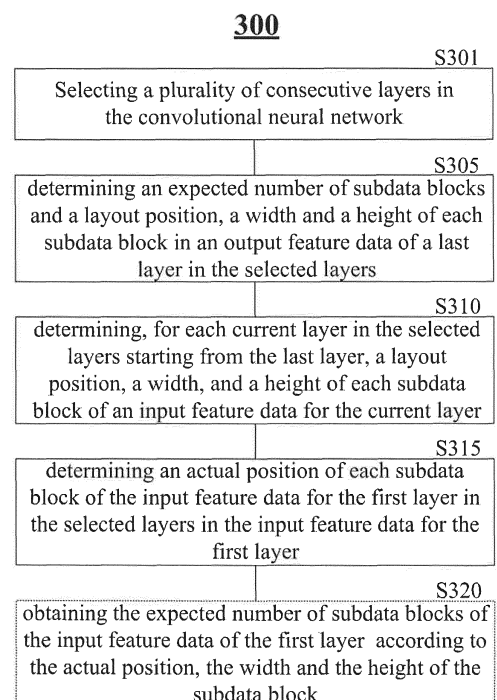 300
S301
Selecting a plurality of consecutive layers in
the convolutional neural network
S305
determining an expected number of subdata blocks
and a layout position, a width and a height of each
subdata block in an output feature data of a last
layer in the selected layers
S310
determining, for each current layer in the selected
layers starting from the last layer, a layout
position, a width, and a height of each subdata
block of an input feature data for the current layer
S315
determining an actual position of each subdata
block of the input feature data for the first layer in
the selected layers in the input feature data for the
first layer
S320
obtaining the expected number of subdata blocks of
the input feature data of the first layer according to
the actual position, the width and the height of the
subdata block